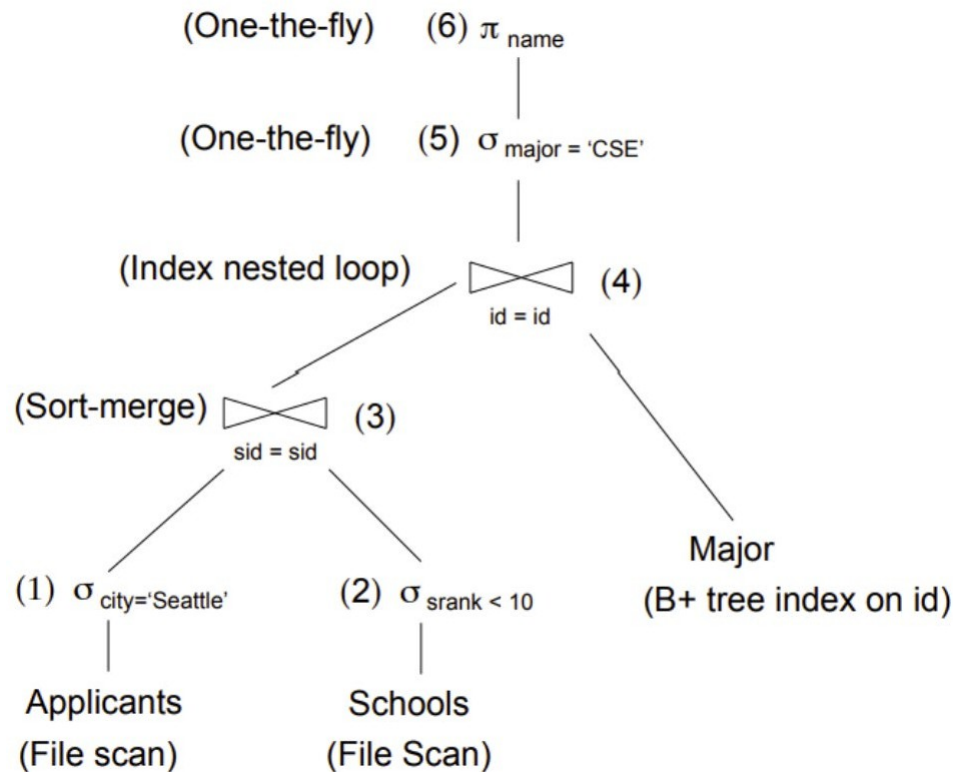 (One-the-fly) (6) π name
(One-the-fly) (5) σ major = ‘CSE’
(Index nested loop) (4)
id = id
(Sort-merge) (3)
sid = sid
(1) σ city=‘Seattle’ (2) σ srank < 10
Major
(B+ tree index on id)
Applicants Schools
(File scan) (File Scan)